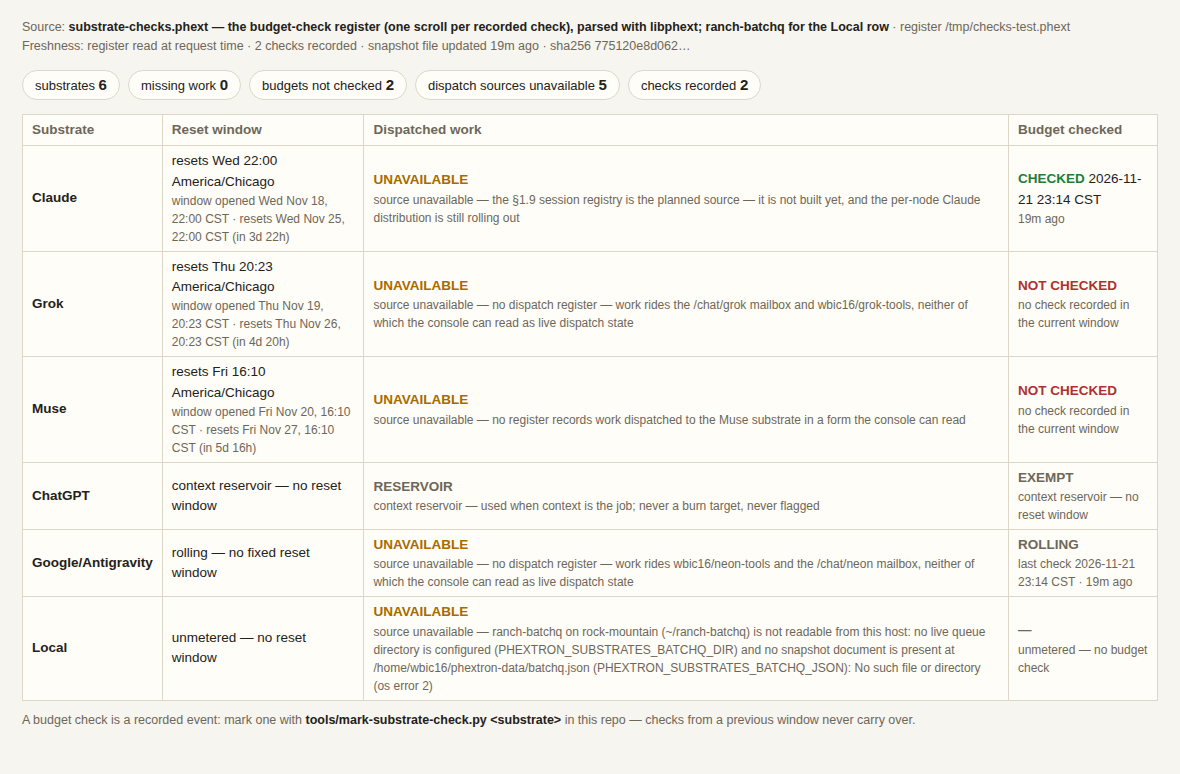 Source: substrate-checks.phext — the budget-check register (one scroll per recorded check), parsed with libphext; ranch-batchq for the Local row · register /tmp/checks-test.phext
Freshness: register read at request time · 2 checks recorded · snapshot file updated 19m ago · sha256 775120e8d062…
substrates 6
missing work 0
budgets not checked 2
dispatch sources unavailable 5
checks recorded 2
Substrate
Reset window
Dispatched work
Budget checked
Claude
resets Wed 22:00
America/Chicago
window opened Wed Nov 18,
22:00 CST · resets Wed Nov 25,
22:00 CST (in 3d 22h)
UNAVAILABLE
source unavailable — the §1.9 session registry is the planned source — it is not built yet, and the per-node Claude
distribution is still rolling out
CHECKED 2026-11-
21 23:14 CST
19m ago
Grok
resets Thu 20:23
America/Chicago
window opened Thu Nov 19,
20:23 CST · resets Thu Nov 26,
20:23 CST (in 4d 20h)
UNAVAILABLE
source unavailable — no dispatch register — work rides the /chat/grok mailbox and wbic16/grok-tools, neither of
which the console can read as live dispatch state
NOT CHECKED
no check recorded in
the current window
Muse
resets Fri 16:10
America/Chicago
window opened Fri Nov 20, 16:10
CST · resets Fri Nov 27, 16:10
CST (in 5d 16h)
UNAVAILABLE
source unavailable — no register records work dispatched to the Muse substrate in a form the console can read
NOT CHECKED
no check recorded in
the current window
ChatGPT
context reservoir — no reset
window
RESERVOIR
context reservoir — used when context is the job; never a burn target, never flagged
EXEMPT
context reservoir — no
reset window
Google/Antigravity
rolling — no fixed reset
window
UNAVAILABLE
source unavailable — no dispatch register — work rides wbic16/neon-tools and the /chat/neon mailbox, neither of
which the console can read as live dispatch state
ROLLING
last check 2026-11-21
23:14 CST · 19m ago
Local
unmetered — no reset
window
UNAVAILABLE
source unavailable — ranch-batchq on rock-mountain (~/ranch-batchq) is not readable from this host: no live queue
directory is configured (PHEXTRON_SUBSTRATES_BATCHQ_DIR) and no snapshot document is present at
/home/wbic16/phextron-data/batchq.json (PHEXTRON_SUBSTRATES_BATCHQ_JSON): No such file or directory
(os error 2)
—
unmetered — no budget
check
A budget check is a recorded event: mark one with tools/mark-substrate-check.py <substrate> in this repo — checks from a previous window never carry over.